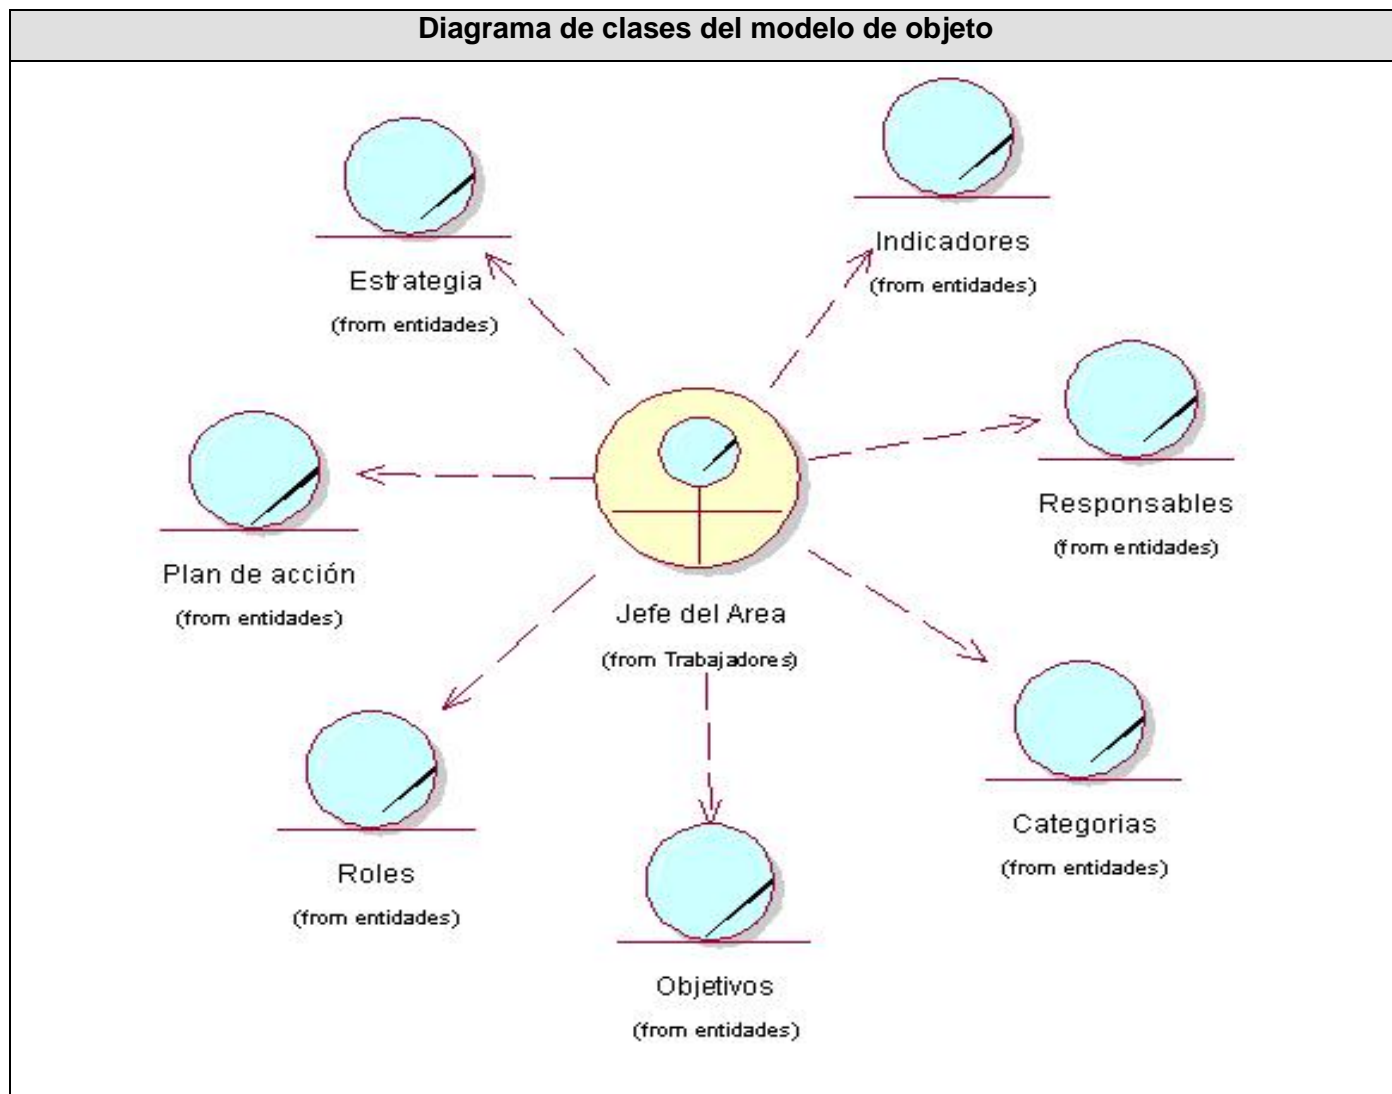 Diagrama de clases del modelo de objeto
Indicadores
(from entidades)
Estrategia
(from entidades)
Responsables
(from entidades)
Plan de acción
(from entidades)
Jefe del Area
(from Trabajadores)
Categorias
(from entidades)
Roles
(from entidades)
Objetivos
(from entidades)